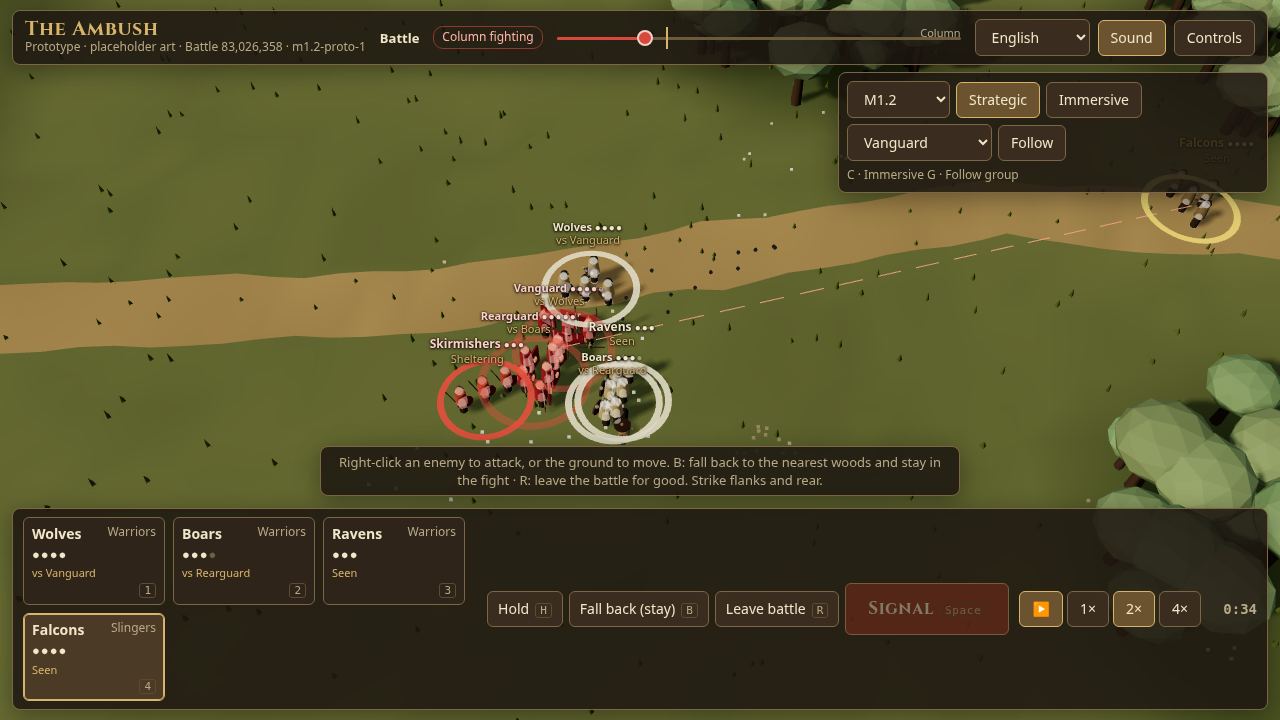 The Ambush
Prototype · placeholder art · Battle 83,026,358 · m1.2-proto-1
Battle
Column fighting
Column
English
Sound
Controls
M1.2
Strategic
Immersive
Vanguard
Follow
C · Immersive G · Follow group
Falcons
Seen
Wolves
vs Vanguard
Vanguard
vs Wolves
Rearguard
vs Boars
Ravens
Seen
Skirmishers
Sheltering
Boars
vs Rearguard
Right-click an enemy to attack, or the ground to move. B: fall back to the nearest woods and stay in
the fight · R: leave the battle for good. Strike flanks and rear.
Wolves Warriors
vs Vanguard
1
Boars Warriors
vs Rearguard
2
Ravens Warriors
Seen
3
Falcons Slingers
Seen
4
Hold H
Fall back (stay) B
Leave battle R
Signal Space
1×
2×
4×
0:34